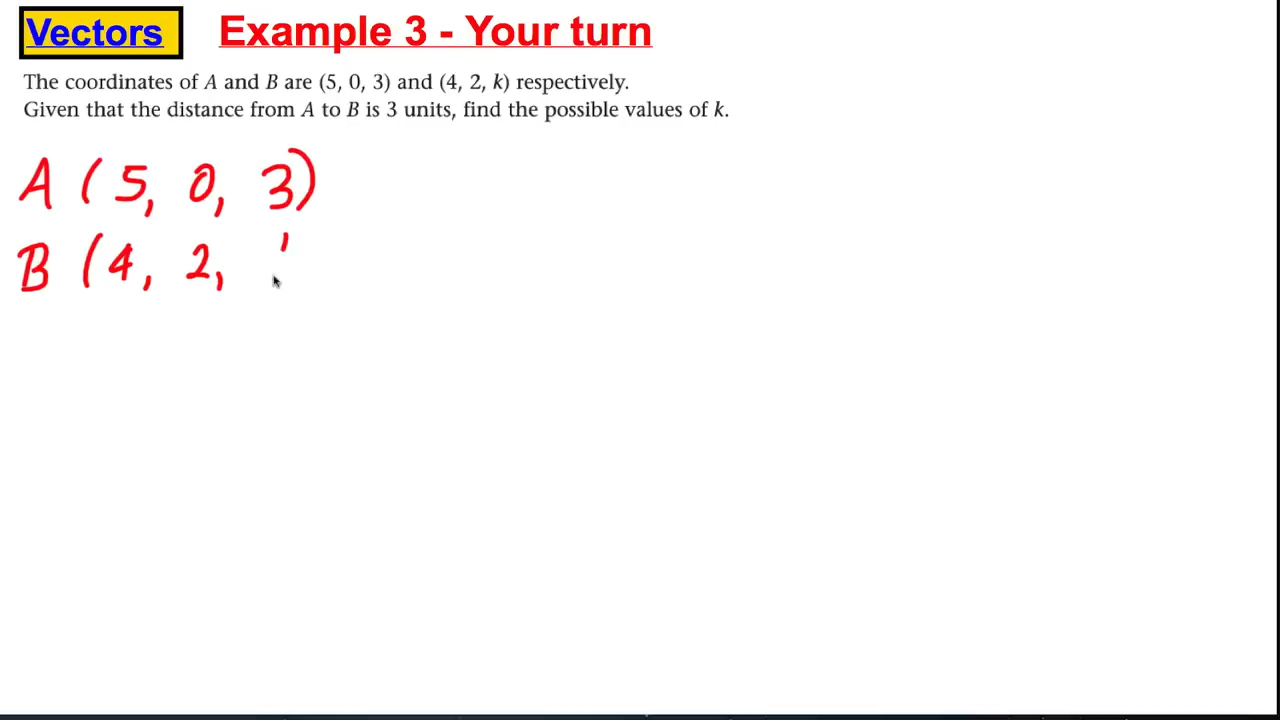 Vectors Example 3 - Your turn
The coordinates of A and B are (5, 0, 3) and (4, 2, k) respectively.
Given that the distance from A to B is 3 units, find the possible values of k.
A (5, 0, 3)
B (4, 2,